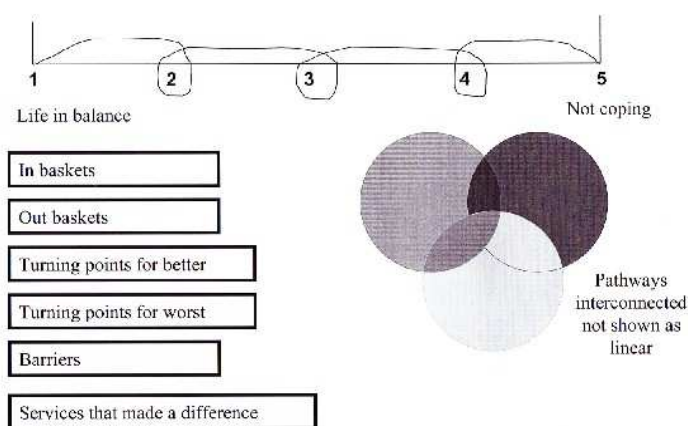 1 2 3 4 5
Life in balance
Not coping
In baskets
Out baskets
Turning points for better
Turning points for worst
Barriers
Services that made a difference
Pathways
interconnected
not shown as
linear